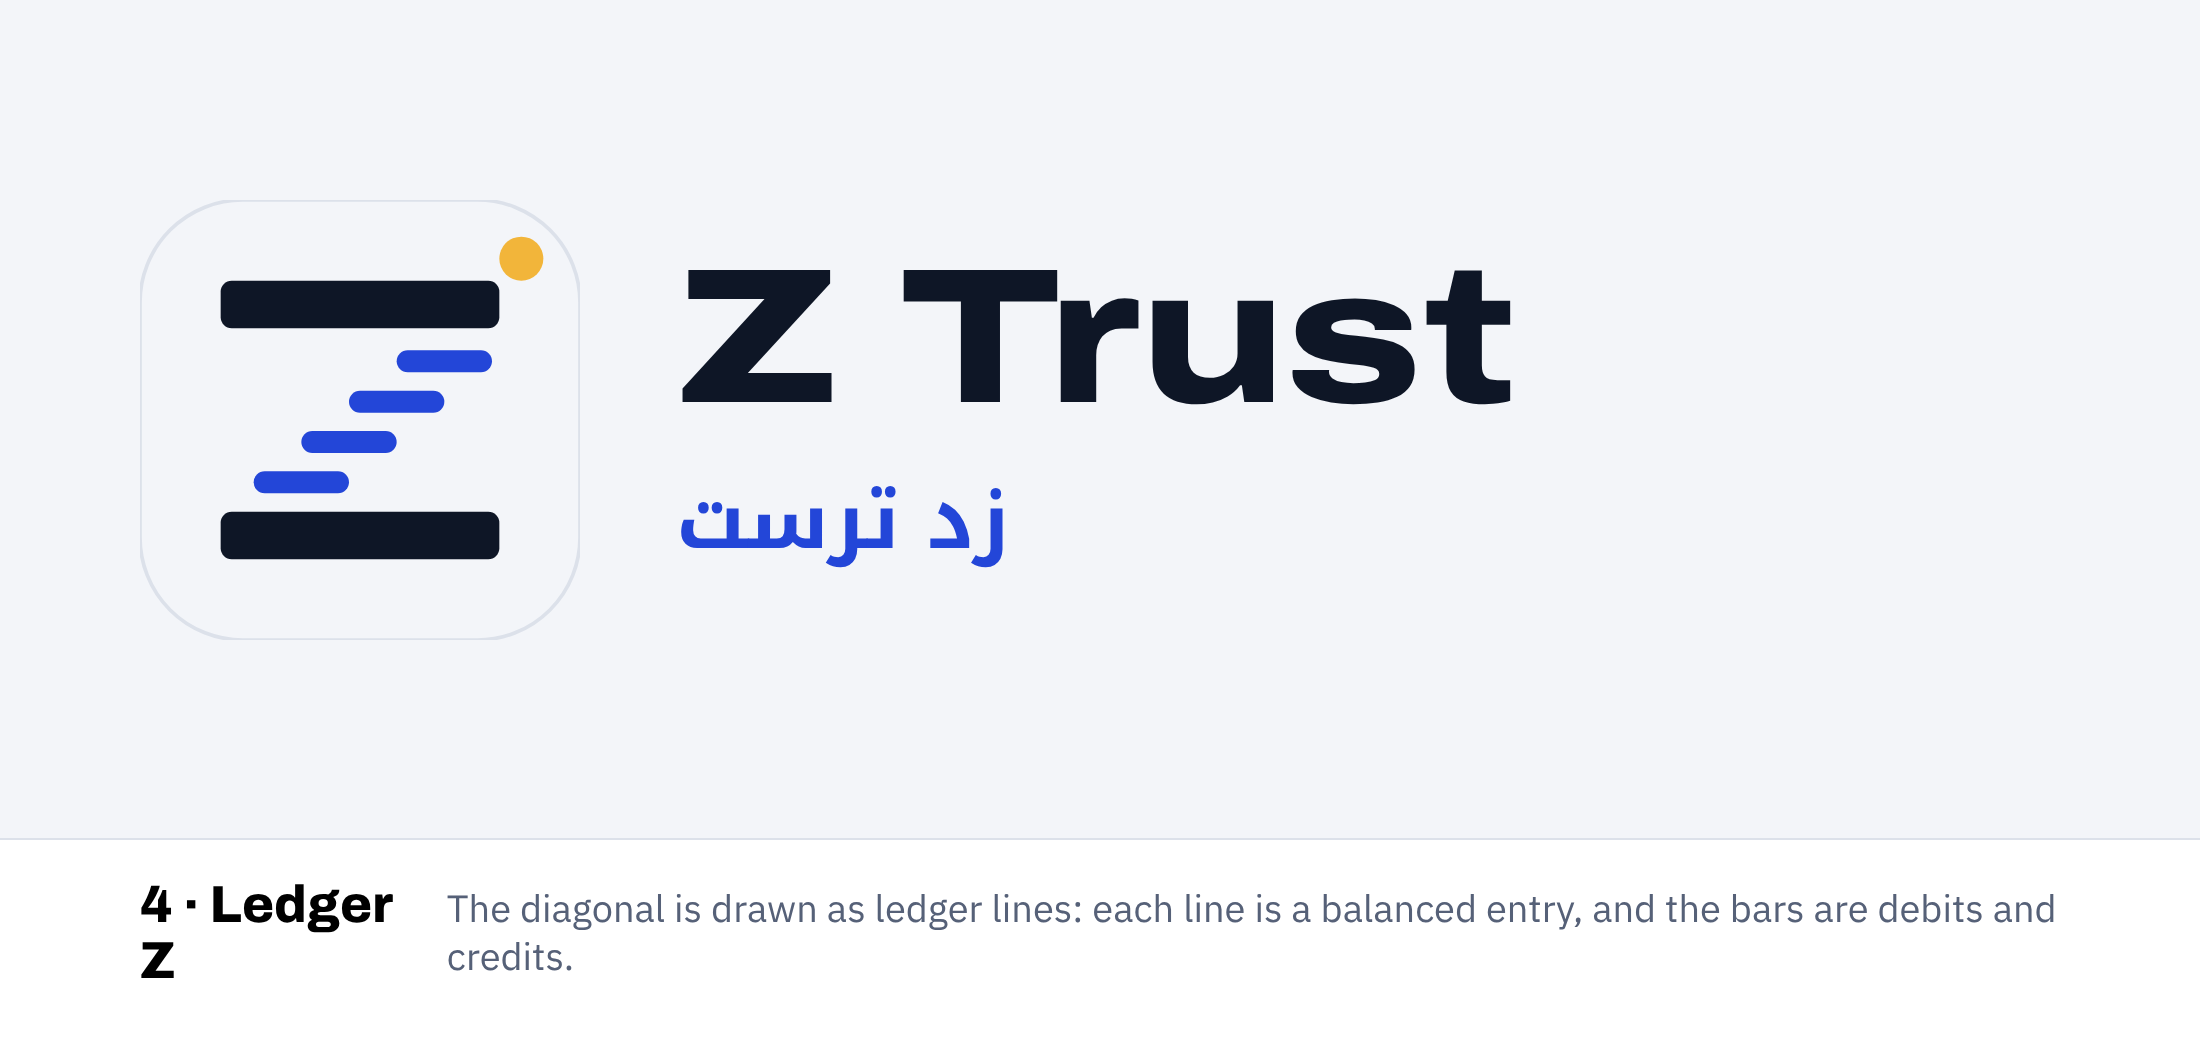 Z Trust
زد ترست
4 · Ledger
Z
The diagonal is drawn as ledger lines: each line is a balanced entry, and the bars are debits and
credits.